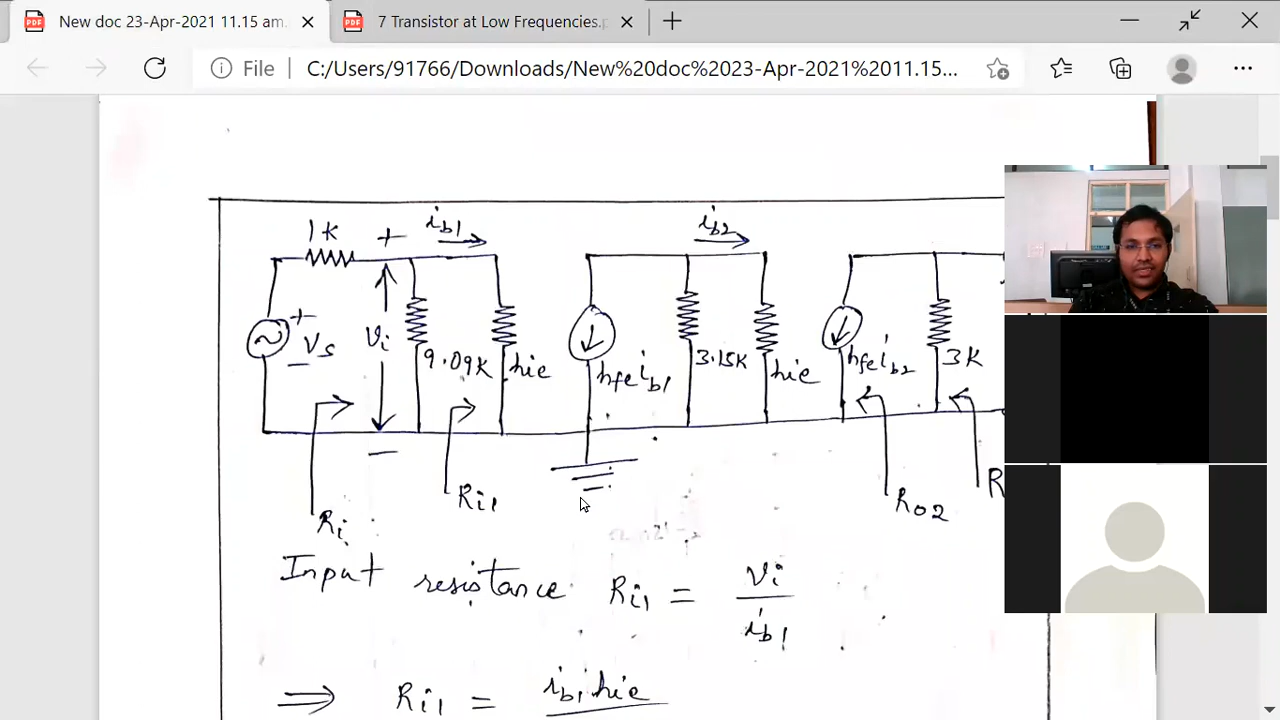 New doc 23-Apr-2021 11.15 am.
7 Transistor at Low Frequencies.p
File
C:/Users/91766/Downloads/New%20doc%2023-Apr-2021%2011.15...
1K + ib1 ib2
+ Vs − Vi 9.09K hie hfe ib1 3.15K hie hfe ib2 3K
−
Ri Ri1 Ro2 R
Input resistance Ri1 = Vi / ib1
⟹ Ri1 = ib1 hie